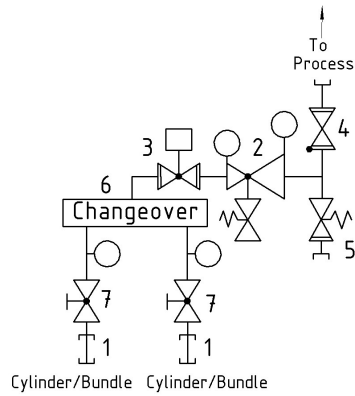 To
Process
4
3
2
6
Changeover
5
7
7
1
1
Cylinder/Bundle
Cylinder/Bundle